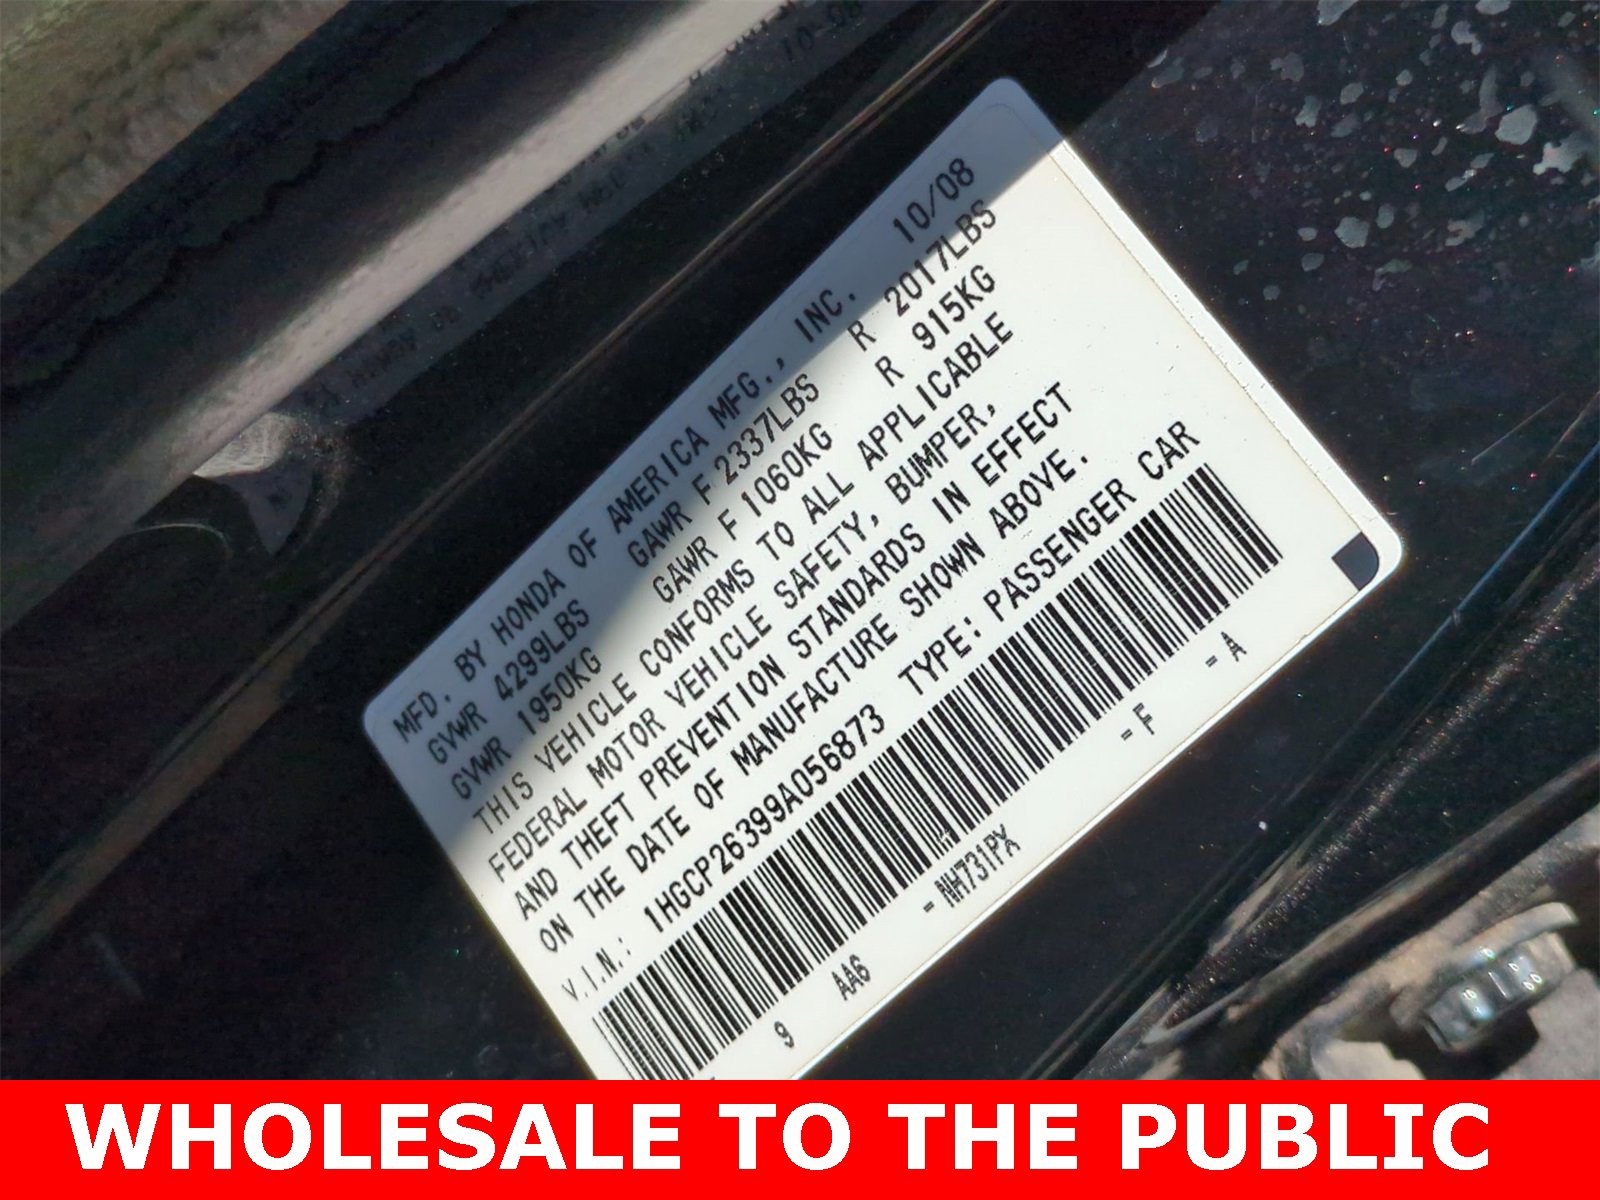 MFD. BY HONDA OF AMERICA MFG., INC. 10/08
GVWR 4299LBS GAWR F 2337LBS R 2017LBS
GVWR 1950KG GAWR F 1060KG R 915KG
THIS VEHICLE CONFORMS TO ALL APPLICABLE
FEDERAL MOTOR VEHICLE SAFETY, BUMPER,
AND THEFT PREVENTION STANDARDS IN EFFECT
ON THE DATE OF MANUFACTURE SHOWN ABOVE.
V.I.N.: 1HGCP26399A056873 TYPE: PASSENGER CAR
9 AA6 - NH731PX - F - A
WHOLESALE TO THE PUBLIC